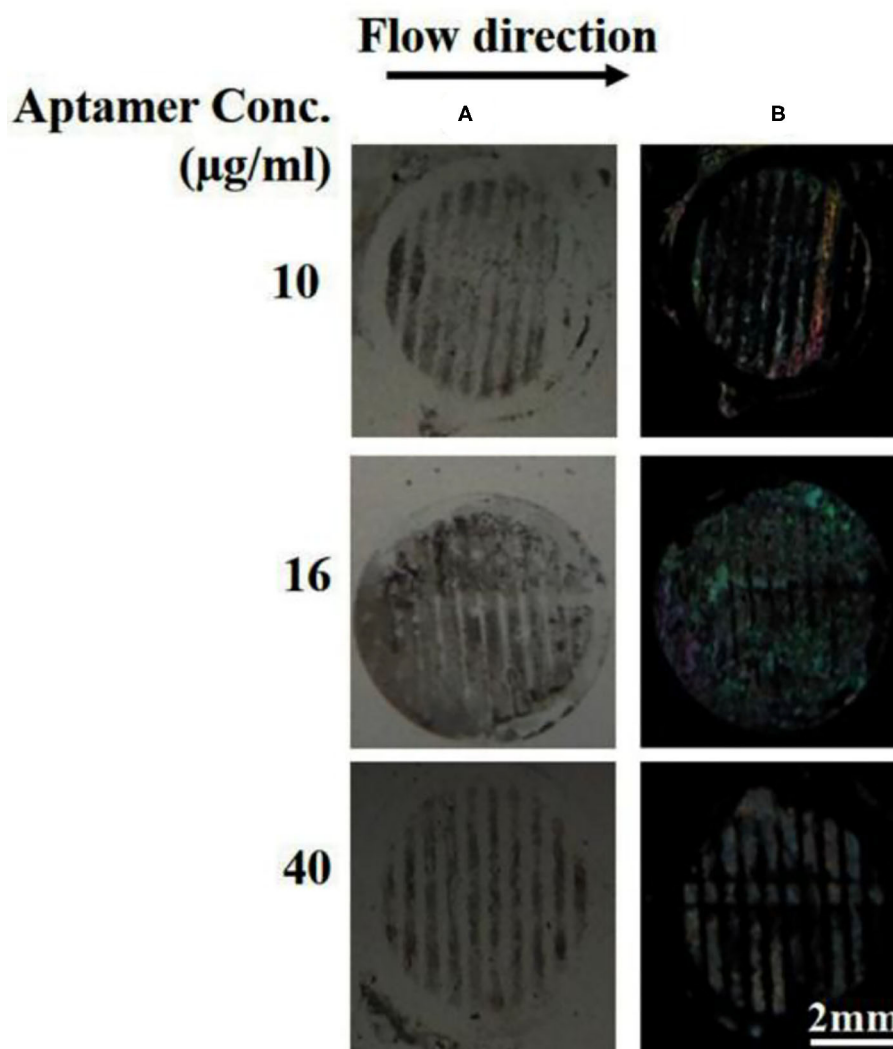 Flow direction
Aptamer Conc.
(μg/ml)
A
B
10
16
40
2mm